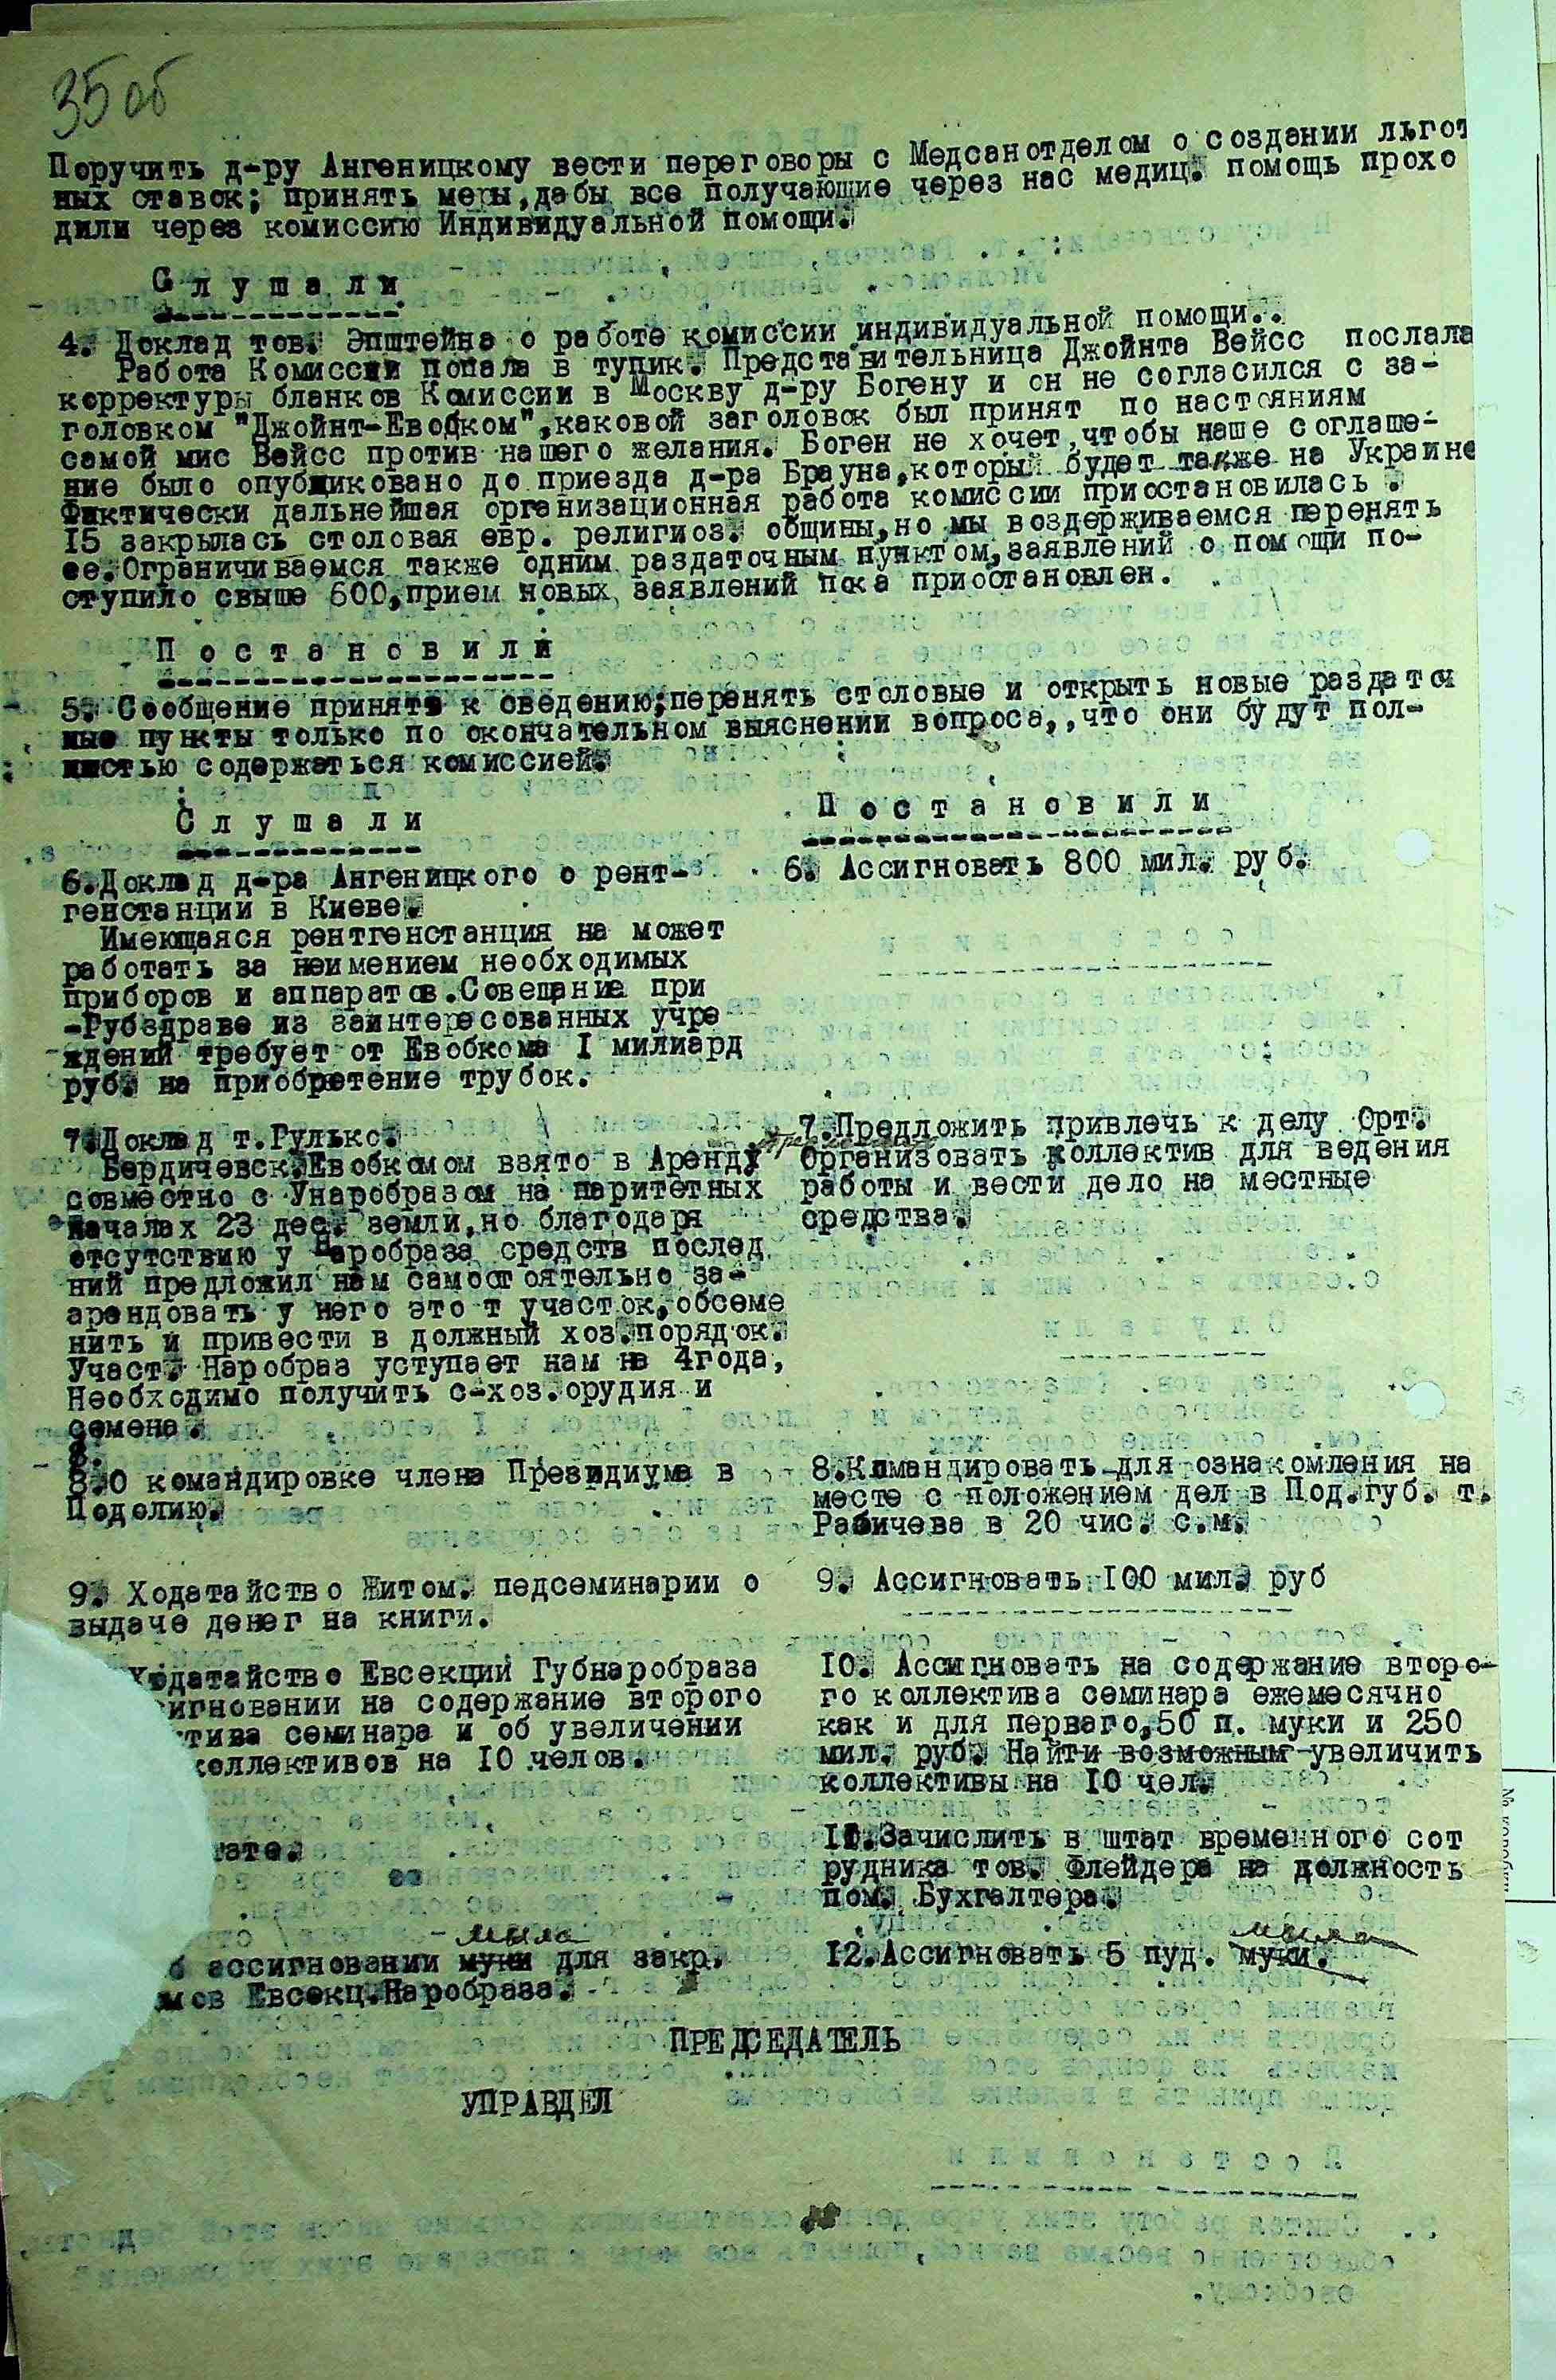 35 об
Поручить д-ру Ангеницкому вести переговоры с Медсанотделом о создании льгот
ных ставок; принять меры,дабы все получающие через нас медиц. помощь прохо
дили через комиссию Индивидуальной помощи.
С л у ш а л и
4. Доклад тов. Эпштейна о работе комиссии индивидуальной помощи..
Работа Комиссии попала в тупик. Представительница Джойнта Вейсс послала
корректуры бланков Комиссии в Москву д-ру Богену и он не согласился с за-
головком "Джойнт-Евобком",каковой заголовок был принят по настояниям
самой мис Вейсс против нашего желания. Боген не хочет,чтобы наше соглаше-
ние было опубликовано до приезда д-ра Брауна,который будет также на Украине
Фактически дальнейшая организационная работа комиссии приостановилась .
15 закрылась столовая евр. религиоз. общины,но мы воздерживаемся перенять
ее.Ограничиваемся также одним раздаточным пунктом,заявлений о помощи по-
ступило свыше 600,прием новых заявлений пока приостановлен.
П о с т а н о в и л и
5. Сообщение принять к сведению;перенять столовые и открыть новые раздаточ
ные пункты только по окончательном выяснении вопроса,,что они будут пол-
ностью содержаться комиссией.
С л у ш а л и
П о с т а н о в и л и
6.Доклад д-ра Ангеницкого о рент-
генстанции в Киеве.
Имеющаяся рентгенстанция на может
работать за неимением необходимых
приборов и аппаратов.Совещание при
-Губздраве из заинтересованных учре
ждений требует от Евобкома I милиард
руб. на приобретение трубок.
6. Ассигновать 800 мил. руб.
7.Доклад т.Гулько.
Бердичевск.Евобкомом взято в Аренду
совместно с Унаробразом на паритетных
началах 23 дес. земли,но благодаря
отсутствию у Наробраза средств послед
ний предложил нам самостоятельно за-
арендовать у него это т участок,обсеме
нить и привести в должный хоз.порядок.
Участ. Наробраз уступает нам на 4года,
Необходимо получить с-хоз.орудия и
семена.
7.Предложить привлечь к делу Орт.
Организовать коллектив для ведения
работы и вести дело на местные
средства.
8.
8.О командировке члена Президиума в
Подолию.
8.Командировать для ознакомления на
месте с положением дел в Под.губ. т.
Рабичева в 20 чис. с.м.
9. Ходатайство Житом. педсеминарии о
выдаче денег на книги.
9. Ассигновать 100 мил. руб
Ходатайство Евсекции Губнаробраза
сигновании на содержание второго
ктива семинара и об увеличении
коллективов на 10 челов.
10. Ассигновать на содержание второ-
го коллектива семинара ежемесячно
как и для перваго,50 п. муки и 250
мил. руб. Найти возможным увеличить
коллективы на 10 чел.
тате.
11.Зачислить в штат временного сот
рудника тов. Флейдера на должность
пом. Бухгалтера.
мыла
б ассигновании муки для закр.
мов Евсекц.Наробраза.
мыла
12.Ассигновать 5 пуд. муки.
ПРЕДСЕДАТЕЛЬ
УПРАВДЕЛ